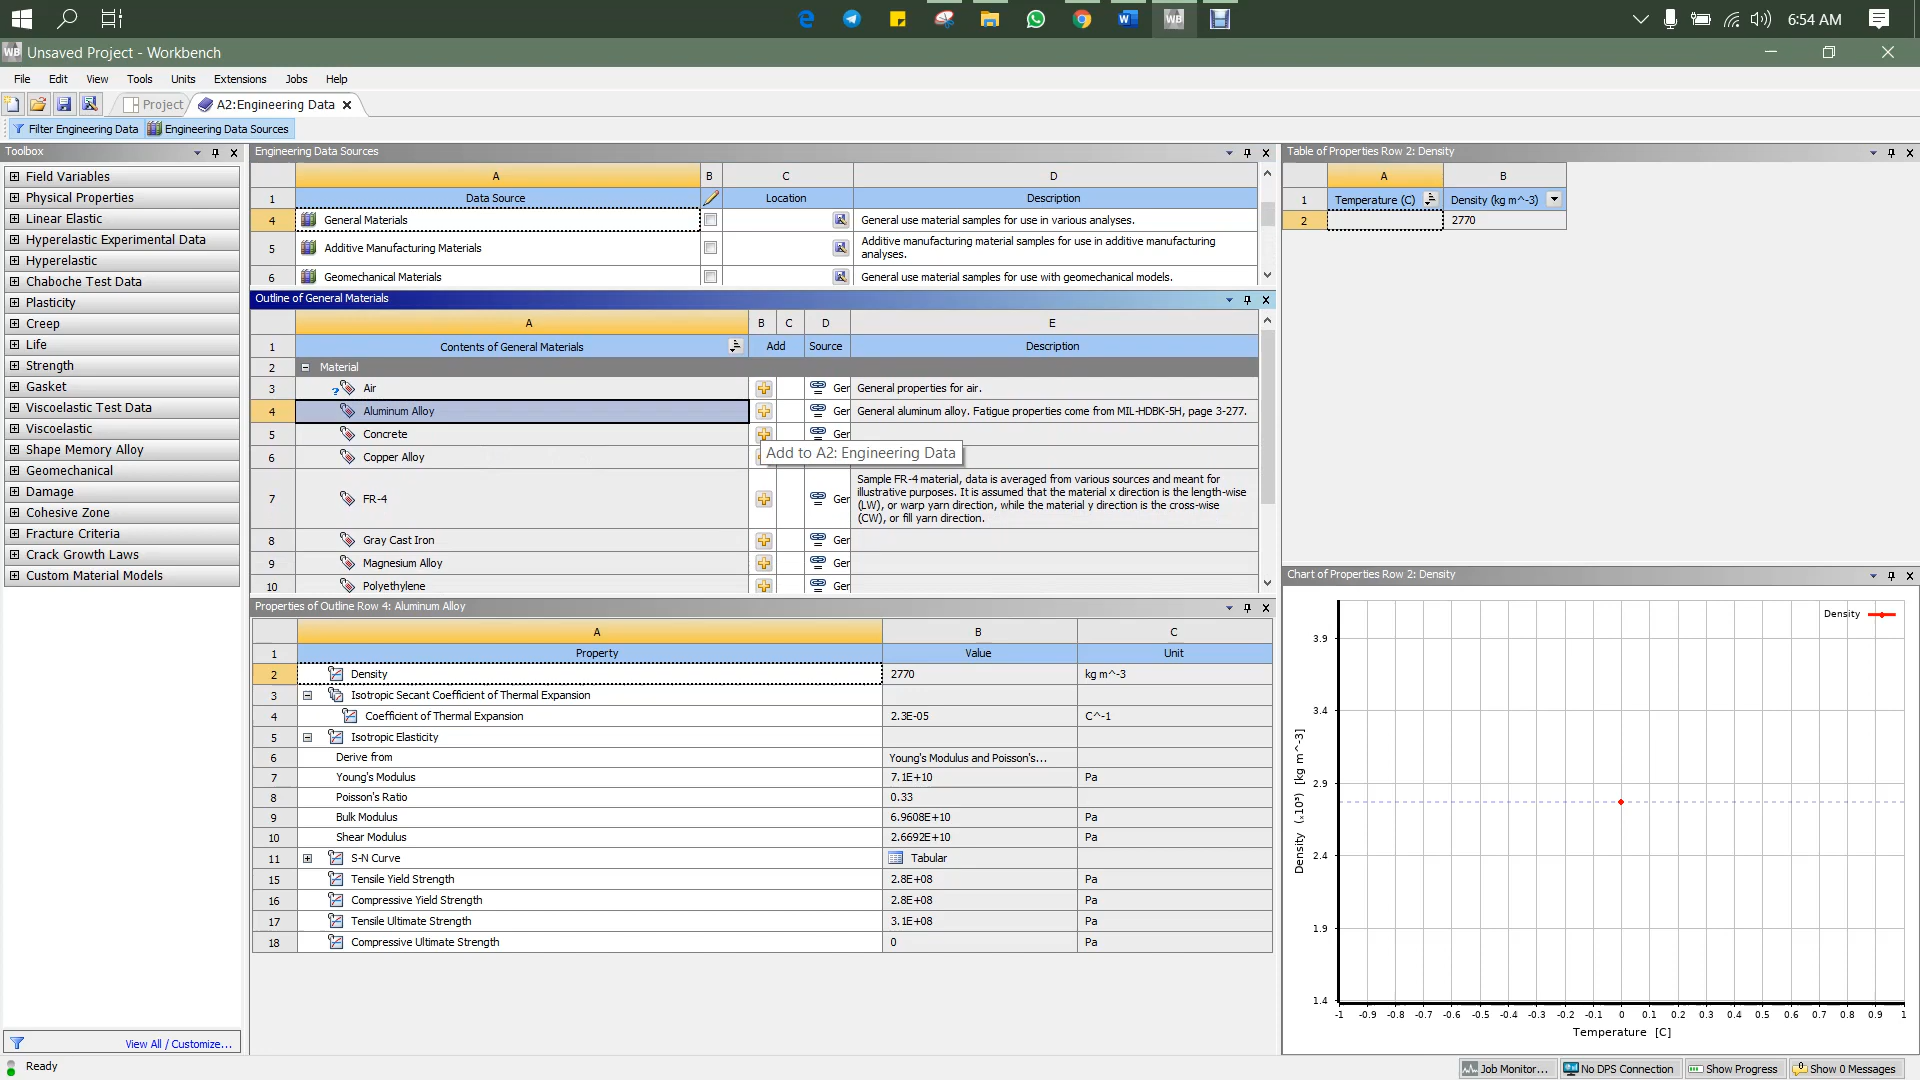 6:54 AM
WB Unsaved Project - Workbench
File Edit View Tools Units Extensions Jobs Help
Project A2:Engineering Data
Filter Engineering Data Engineering Data Sources
Toolbox
Field Variables
Physical Properties
Linear Elastic
Hyperelastic Experimental Data
Hyperelastic
Chaboche Test Data
Plasticity
Creep
Life
Strength
Gasket
Viscoelastic Test Data
Viscoelastic
Shape Memory Alloy
Geomechanical
Damage
Cohesive Zone
Fracture Criteria
Crack Growth Laws
Custom Material Models
View All / Customize...
Engineering Data Sources
A B C D
1 Data Source Location Description
4 General Materials General use material samples for use in various analyses.
5 Additive Manufacturing Materials Additive manufacturing material samples for use in additive manufacturing
analyses.
6 Geomechanical Materials General use material samples for use with geomechanical models.
Outline of General Materials
A B C D E
1 Contents of General Materials Add Source Description
2 Material
3 Air Ger General properties for air.
4 Aluminum Alloy Ger General aluminum alloy. Fatigue properties come from MIL-HDBK-5H, page 3-277.
5 Concrete Ger
6 Copper Alloy
Add to A2: Engineering Data
7 FR-4 Ger Sample FR-4 material, data is averaged from various sources and meant for
illustrative purposes. It is assumed that the material x direction is the length-wise
(LW), or warp yarn direction, while the material y direction is the cross-wise
(CW), or fill yarn direction.
8 Gray Cast Iron Ger
9 Magnesium Alloy Ger
10 Polyethylene Ger
Properties of Outline Row 4: Aluminum Alloy
A B C
1 Property Value Unit
2 Density 2770 kg m^-3
3 Isotropic Secant Coefficient of Thermal Expansion
4 Coefficient of Thermal Expansion 2.3E-05 C^-1
5 Isotropic Elasticity
6 Derive from Young's Modulus and Poisson's...
7 Young's Modulus 7.1E+10 Pa
8 Poisson's Ratio 0.33
9 Bulk Modulus 6.9608E+10 Pa
10 Shear Modulus 2.6692E+10 Pa
11 S-N Curve Tabular
15 Tensile Yield Strength 2.8E+08 Pa
16 Compressive Yield Strength 2.8E+08 Pa
17 Tensile Ultimate Strength 3.1E+08 Pa
18 Compressive Ultimate Strength 0 Pa
Table of Properties Row 2: Density
A B
1 Temperature (C) Density (kg m^-3)
2 2770
Chart of Properties Row 2: Density
Density
3.9
3.4
2.9
2.4
1.9
1.4
Density (ₓ10³) [kg m^-3]
-1 -0.9 -0.8 -0.7 -0.6 -0.5 -0.4 -0.3 -0.2 -0.1 0 0.1 0.2 0.3 0.4 0.5 0.6 0.7 0.8 0.9 1
Temperature [C]
Ready
Job Monitor... No DPS Connection Show Progress Show 0 Messages